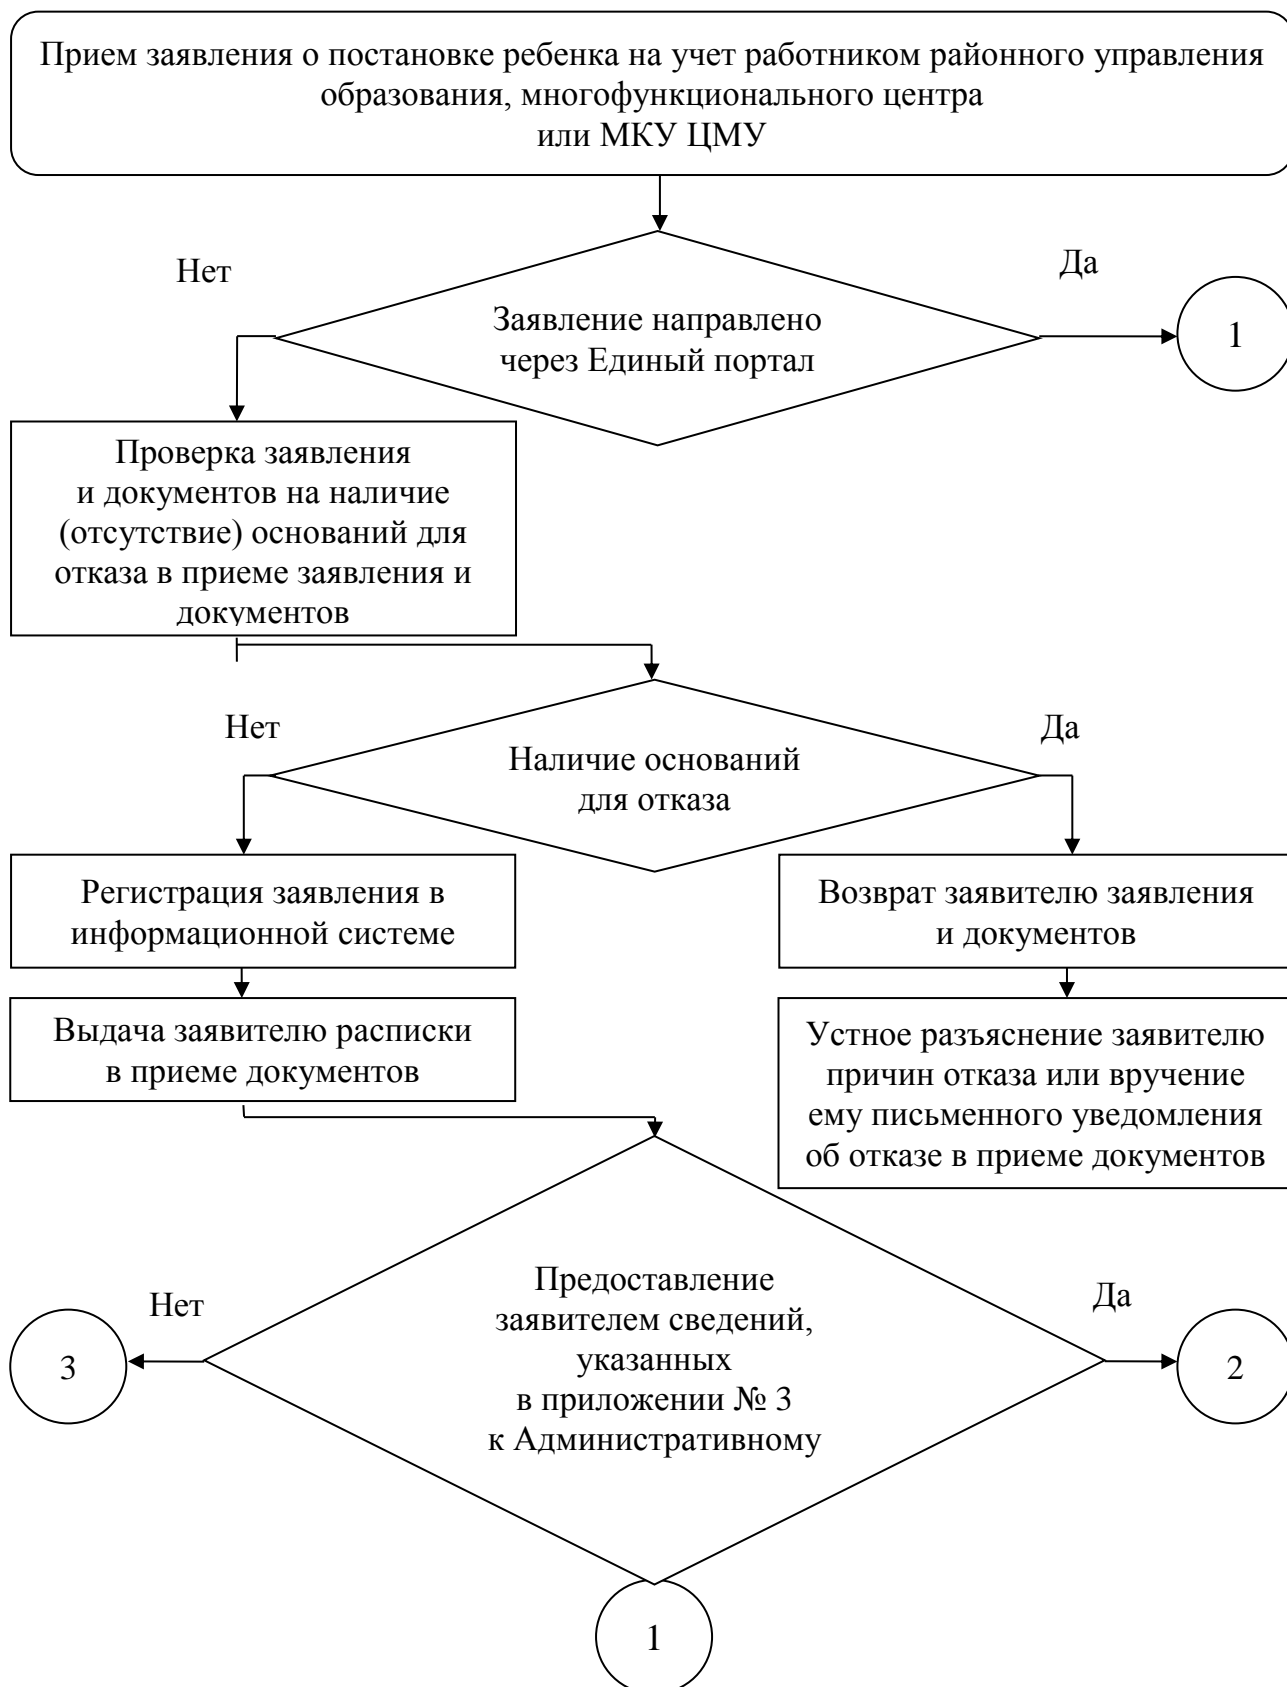 Прием заявления о постановке ребенка на учет работником районного управления
образования, многофункционального центра
или МКУ ЦМУ
Нет
Да
Заявление направлено
через Единый портал
1
Проверка заявления
и документов на наличие
(отсутствие) оснований для
отказа в приеме заявления и
документов
Нет
Да
Наличие оснований
для отказа
Регистрация заявления в
информационной системе
Возврат заявителю заявления
и документов
Выдача заявителю расписки
в приеме документов
Устное разъяснение заявителю
причин отказа или вручение
ему письменного уведомления
об отказе в приеме документов
Нет
Да
Предоставление
заявителем сведений,
указанных
в приложении № 3
к Административному
3
2
1